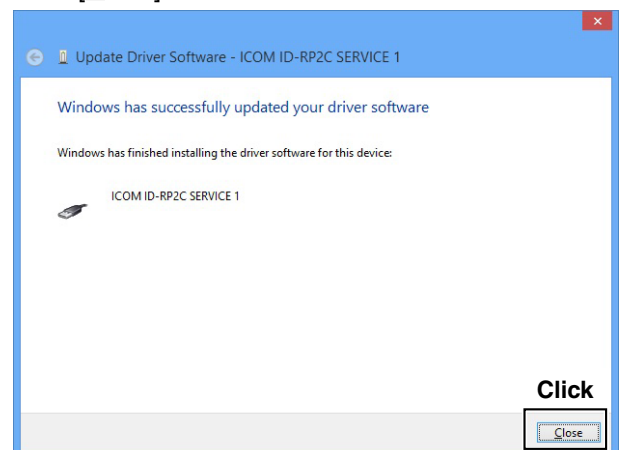 Update Driver Software - ICOM ID-RP2C SERVICE 1
Windows has successfully updated your driver software
Windows has finished installing the driver software for this device:
ICOM ID-RP2C SERVICE 1
Click
Close